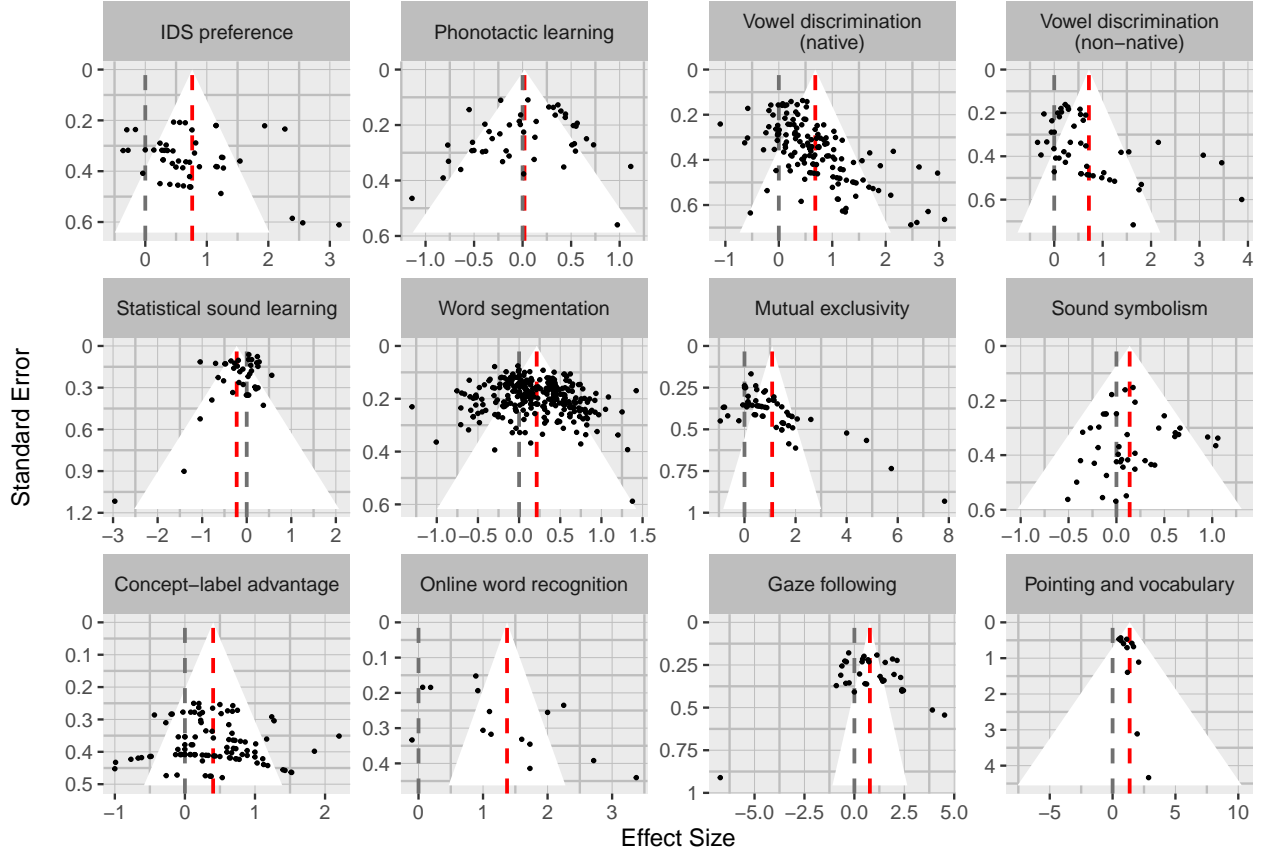 IDS preference
Phonotactic learning
Vowel discrimination
(native)
Vowel discrimination
(non−native)
0
0.2
0.4
0.6
0 1 2 3
0
0.2
0.4
0.6
−1.0 −0.5 0.0 0.5 1.0
0
0.2
0.4
0.6
−1 0 1 2 3
0
0.2
0.4
0.6
0 1 2 3 4
Statistical sound learning
Word segmentation
Mutual exclusivity
Sound symbolism
0
0.3
0.6
0.9
1.2
−3 −2 −1 0 1 2
0
0.2
0.4
0.6
−1.0 −0.5 0.0 0.5 1.0 1.5
0
0.25
0.5
0.75
1
0 2 4 6 8
0
0.2
0.4
0.6
−1.0 −0.5 0.0 0.5 1.0
Concept−label advantage
Online word recognition
Gaze following
Pointing and vocabulary
0
0.1
0.2
0.3
0.4
0.5
−1 0 1 2
0
0.1
0.2
0.3
0.4
0 1 2 3
0
0.25
0.5
0.75
1
−5.0 −2.5 0.0 2.5 5.0
0
1
2
3
4
−5 0 5 10
Standard Error
Effect Size